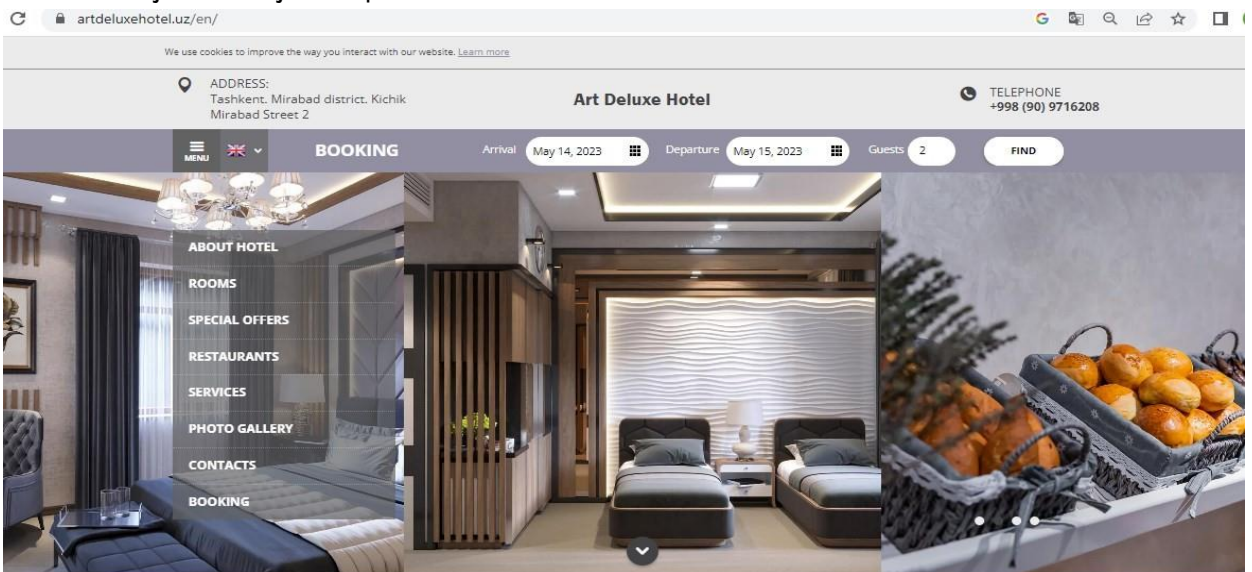 artdeluxehotel.uz/en/
We use cookies to improve the way you interact with our website. Learn more
ADDRESS:
Tashkent. Mirabad district. Kichik
Mirabad Street 2
Art Deluxe Hotel
TELEPHONE
+998 (90) 9716208
MENU
BOOKING
Arrival May 14, 2023
Departure May 15, 2023
Guests 2
FIND
ABOUT HOTEL
ROOMS
SPECIAL OFFERS
RESTAURANTS
SERVICES
PHOTO GALLERY
CONTACTS
BOOKING